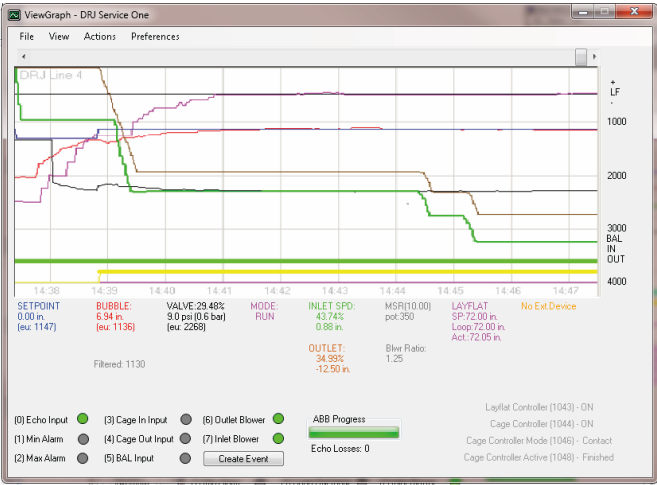 ViewGraph - DRJ Service One
File View Actions Preferences
DRJ Line 4
+
LF
-
1000
2000
3000
BAL
IN
OUT
4000
14:38 14:39 14:40 14:41 14:42 14:43 14:44 14:45 14:46 14:47
SETPOINT BUBBLE: VALVE:29.48% MODE: INLET SPD: MSR(10.00) LAYFLAT No Ext.Device
0.00 in. 6.94 in. 9.0 psi (0.6 bar) RUN 43.74% pot:350 SP:72.00 in.
(eu: 1147) (eu: 1136) (eu: 2268) 0.88 in. Loop:72.00 in.
Act.:72.05 in.
OUTLET: Blwr Ratio:
34.99% 1.25
-12.50 in.
Filtered: 1130
(0) Echo Input (3) Cage In Input (6) Outlet Blower ABB Progress
(1) Min Alarm (4) Cage Out Input (7) Inlet Blower
(2) Max Alarm (5) BAL Input Create Event
Echo Losses: 0
Layflat Controller (1043) - ON
Cage Controller (1044) - ON
Cage Controller Mode (1046) - Contact
Cage Controller Active (1048) - Finished